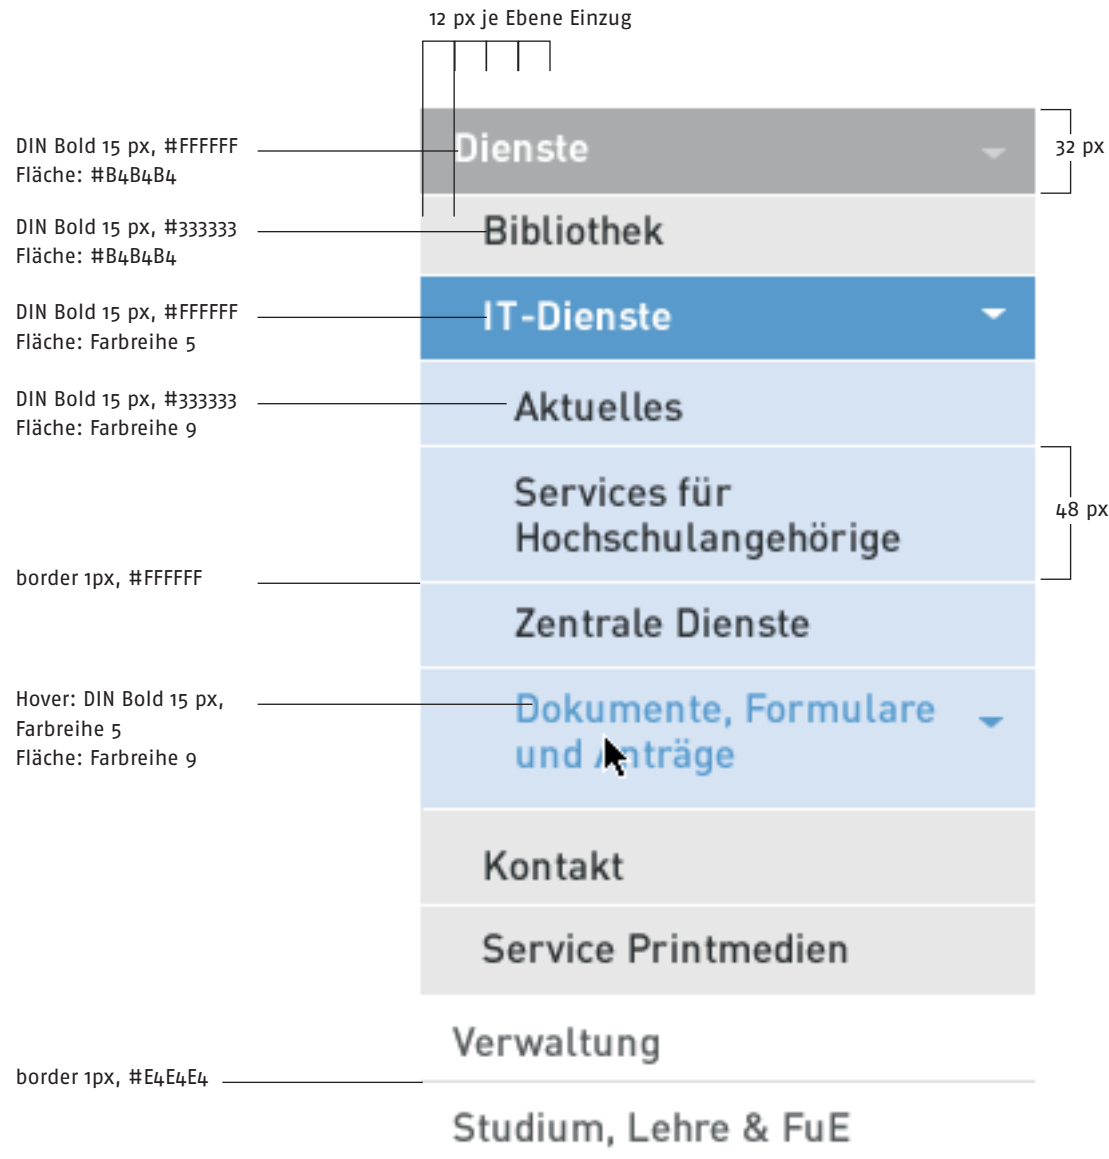 12 px je Ebene Einzug
DIN Bold 15 px, #FFFFFF
Fläche: #B4B4B4
Dienste
32 px
DIN Bold 15 px, #333333
Fläche: #B4B4B4
Bibliothek
DIN Bold 15 px, #FFFFFF
Fläche: Farbreihe 5
IT-Dienste
DIN Bold 15 px, #333333
Fläche: Farbreihe 9
Aktuelles
Services für
Hochschulangehörige
48 px
border 1px, #FFFFFF
Zentrale Dienste
Hover: DIN Bold 15 px,
Farbreihe 5
Fläche: Farbreihe 9
Dokumente, Formulare
und Anträge
Kontakt
Service Printmedien
Verwaltung
border 1px, #E4E4E4
Studium, Lehre & FuE